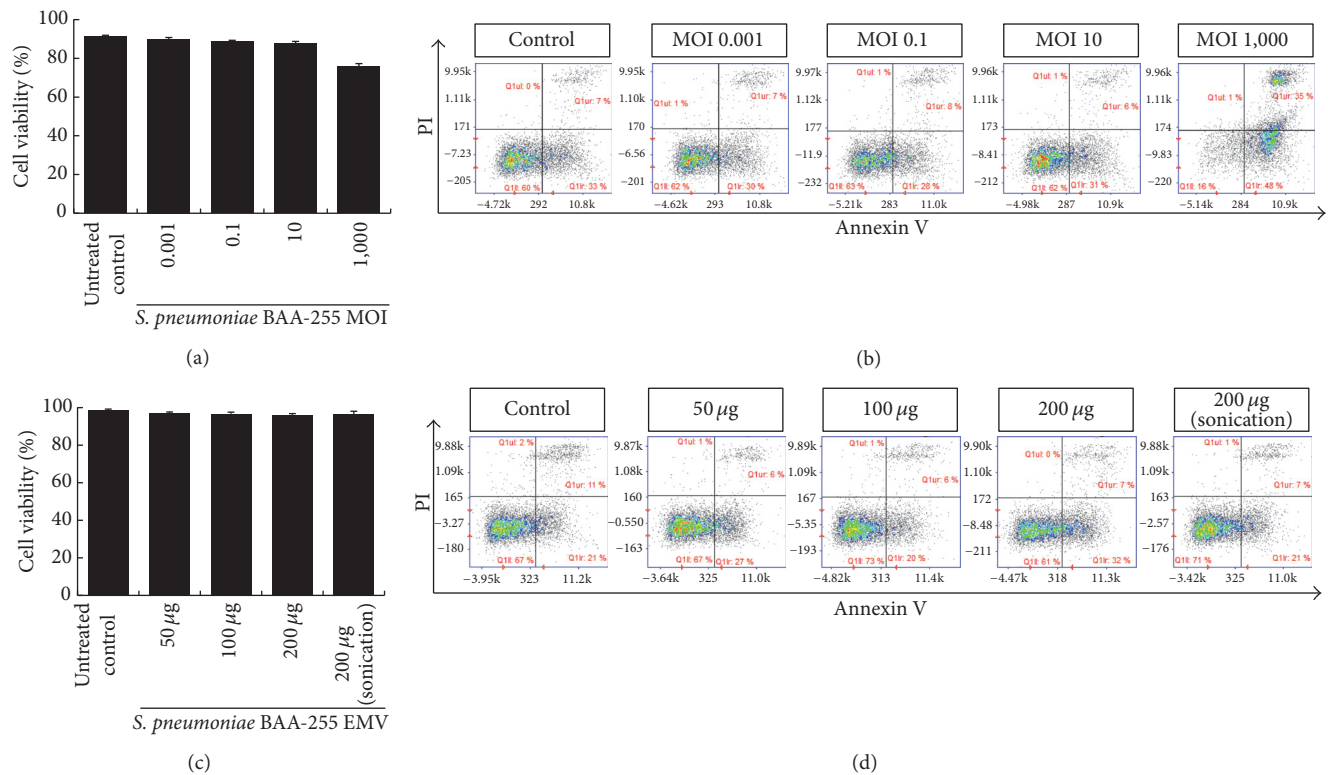 100
80
60
40
20
0
Cell viability (%)
Untreated
control
0.001
0.1
10
1,000
S. pneumoniae BAA-255 MOI
(a)
Control
MOI 0.001
MOI 0.1
MOI 10
MOI 1,000
PI
9.95k
1.11k
171
−7.23
−205
Q1ul: 0 %
Q1ur: 7 %
Q1ll: 60 %
Q1lr: 33 %
−4.72k 292 10.8k
9.95k
1.11k
170
−6.56
−201
Q1ul: 1 %
Q1ur: 7 %
Q1ll: 62 %
Q1lr: 30 %
−4.62k 293 10.8k
9.97k
1.12k
177
−11.9
−232
Q1ul: 1 %
Q1ur: 8 %
Q1ll: 63 %
Q1lr: 28 %
−5.21k 283 11.0k
9.96k
1.11k
173
−8.41
−212
Q1ul: 1 %
Q1ur: 6 %
Q1ll: 62 %
Q1lr: 31 %
−4.98k 287 10.9k
9.96k
1.11k
174
−9.83
−220
Q1ul: 1 %
Q1ur: 35 %
Q1ll: 16 %
Q1lr: 48 %
−5.14k 284 10.9k
Annexin V
(b)
100
80
60
40
20
0
Cell viability (%)
Untreated
control
50 µg
100 µg
200 µg
200 µg
(sonication)
S. pneumoniae BAA-255 EMV
(c)
Control
50 µg
100 µg
200 µg
200 µg
(sonication)
PI
9.88k
1.09k
165
−3.27
−180
Q1ul: 2 %
Q1ur: 11 %
Q1ll: 67 %
Q1lr: 21 %
−3.95k 323 11.2k
9.87k
1.08k
160
−0.550
−163
Q1ul: 1 %
Q1ur: 6 %
Q1ll: 67 %
Q1lr: 27 %
−3.64k 325 11.0k
9.89k
1.10k
167
−5.35
−193
Q1ul: 1 %
Q1ur: 6 %
Q1ll: 73 %
Q1lr: 20 %
−4.82k 313 11.4k
9.90k
1.10k
172
−8.48
−211
Q1ul: 0 %
Q1ur: 7 %
Q1ll: 61 %
Q1lr: 32 %
−4.47k 318 11.3k
9.88k
1.10k
163
−2.57
−176
Q1ul: 1 %
Q1ur: 7 %
Q1ll: 71 %
Q1lr: 21 %
−3.42k 325 11.0k
Annexin V
(d)